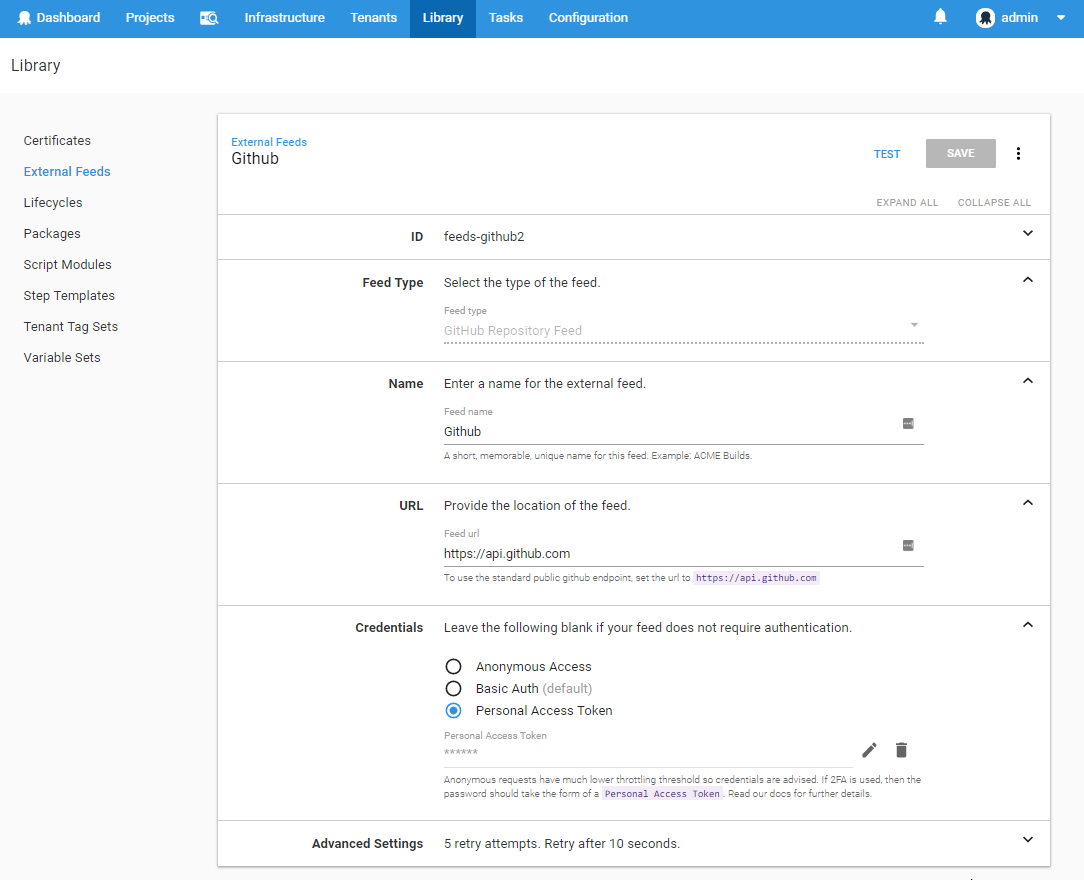 Dashboard Projects Infrastructure Tenants Library Tasks Configuration admin
Library
Certificates
External Feeds
Lifecycles
Packages
Script Modules
Step Templates
Tenant Tag Sets
Variable Sets
External Feeds
Github
TEST SAVE
EXPAND ALL COLLAPSE ALL
ID feeds-github2
Feed Type Select the type of the feed.
Feed type
GitHub Repository Feed
Name Enter a name for the external feed.
Feed name
Github
A short, memorable, unique name for this feed. Example: ACME Builds.
URL Provide the location of the feed.
Feed url
https://api.github.com
To use the standard public github endpoint, set the url to https://api.github.com
Credentials Leave the following blank if your feed does not require authentication.
Anonymous Access
Basic Auth (default)
Personal Access Token
Personal Access Token
******
Anonymous requests have much lower throttling threshold so credentials are advised. If 2FA is used, then the
password should take the form of a Personal Access Token. Read our docs for further details.
Advanced Settings 5 retry attempts. Retry after 10 seconds.